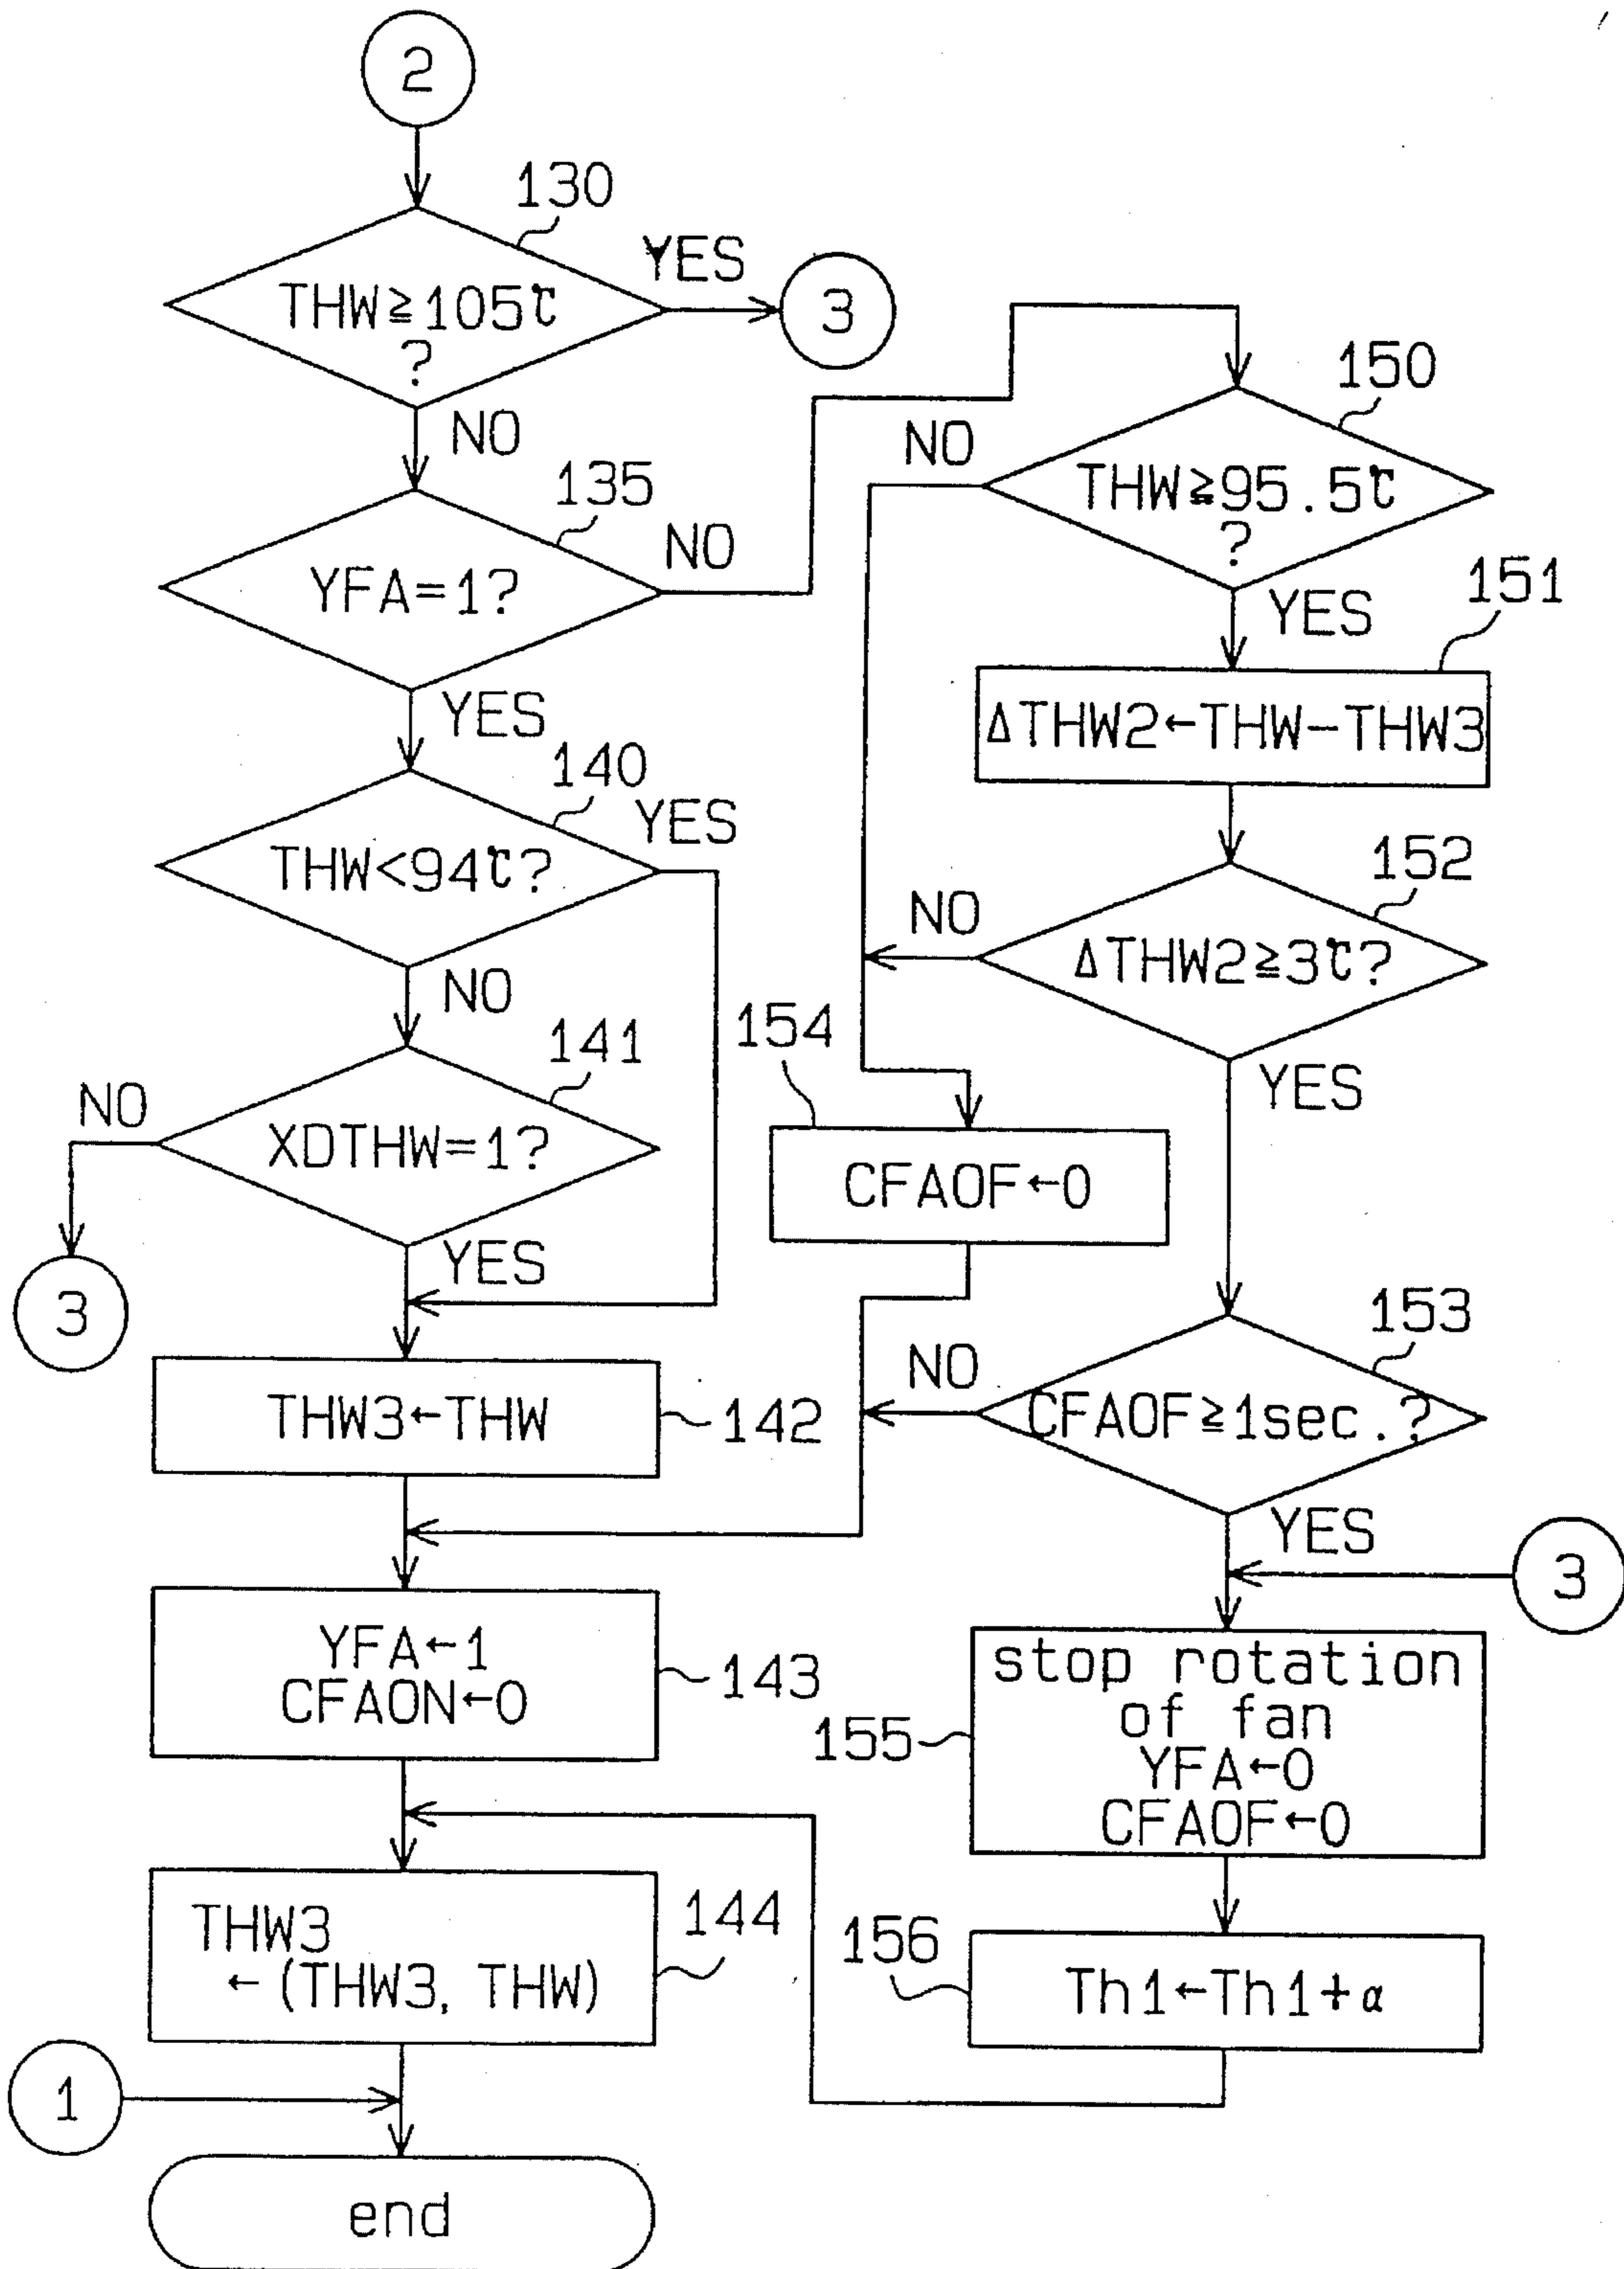 2
130
THW≧105℃
?
YES
3
NO
135
YFA=1?
NO
YES
140
THW<94℃?
YES
NO
141
XDTHW=1?
NO
3
YES
THW3←THW
142
YFA←1
CFAON←0
143
THW3
←(THW3, THW)
144
1
end
150
THW≧95.5℃
?
NO
YES
151
ΔTHW2←THW-THW3
152
ΔTHW2≧3℃?
NO
YES
154
CFAOF←0
153
CFAOF≧1sec.?
NO
YES
3
stop rotation
of fan
YFA←0
CFAOF←0
155
156
Th1←Th1+α